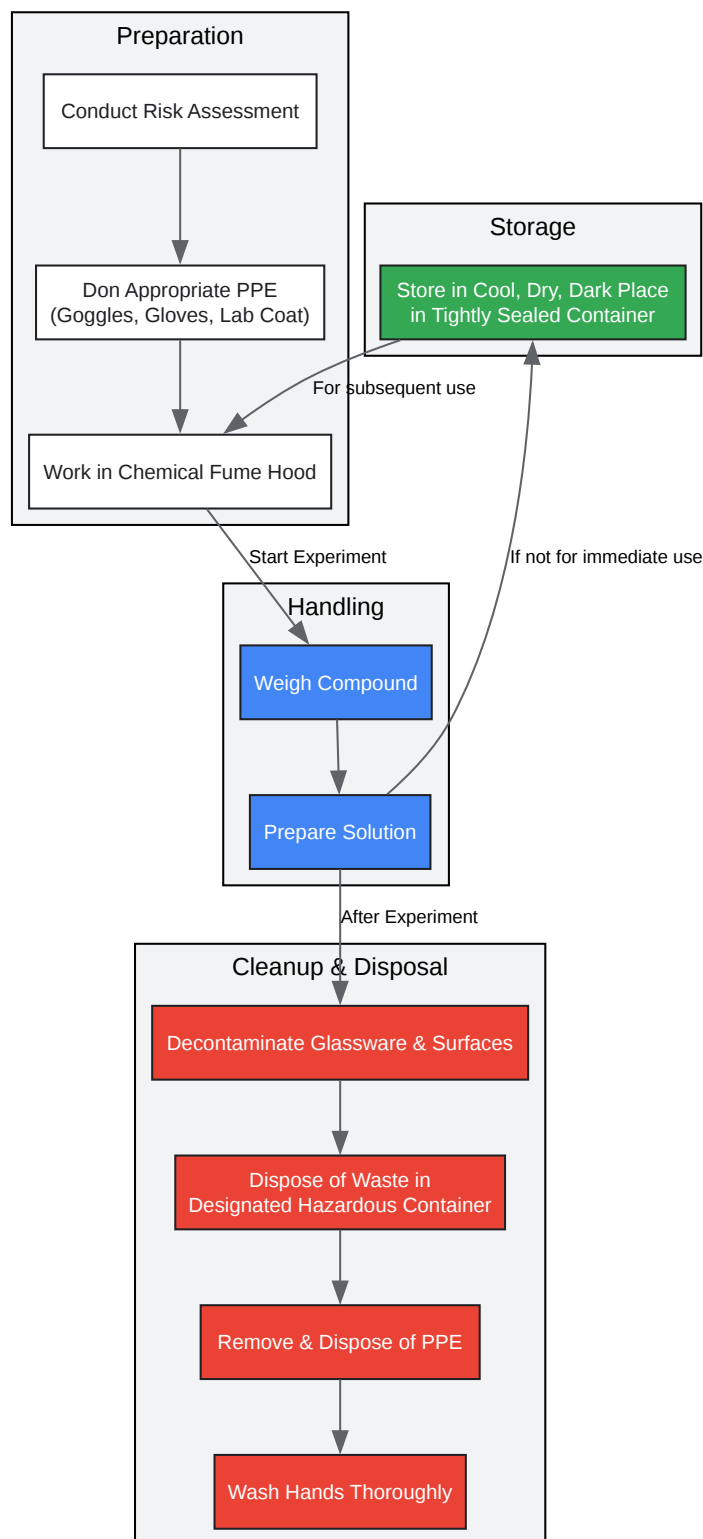 Preparation
Conduct Risk Assessment
Storage
Don Appropriate PPE
(Goggles, Gloves, Lab Coat)
Store in Cool, Dry, Dark Place
in Tightly Sealed Container
For subsequent use
Work in Chemical Fume Hood
Start Experiment
If not for immediate use
Handling
Weigh Compound
Prepare Solution
After Experiment
Cleanup & Disposal
Decontaminate Glassware & Surfaces
Dispose of Waste in
Designated Hazardous Container
Remove & Dispose of PPE
Wash Hands Thoroughly